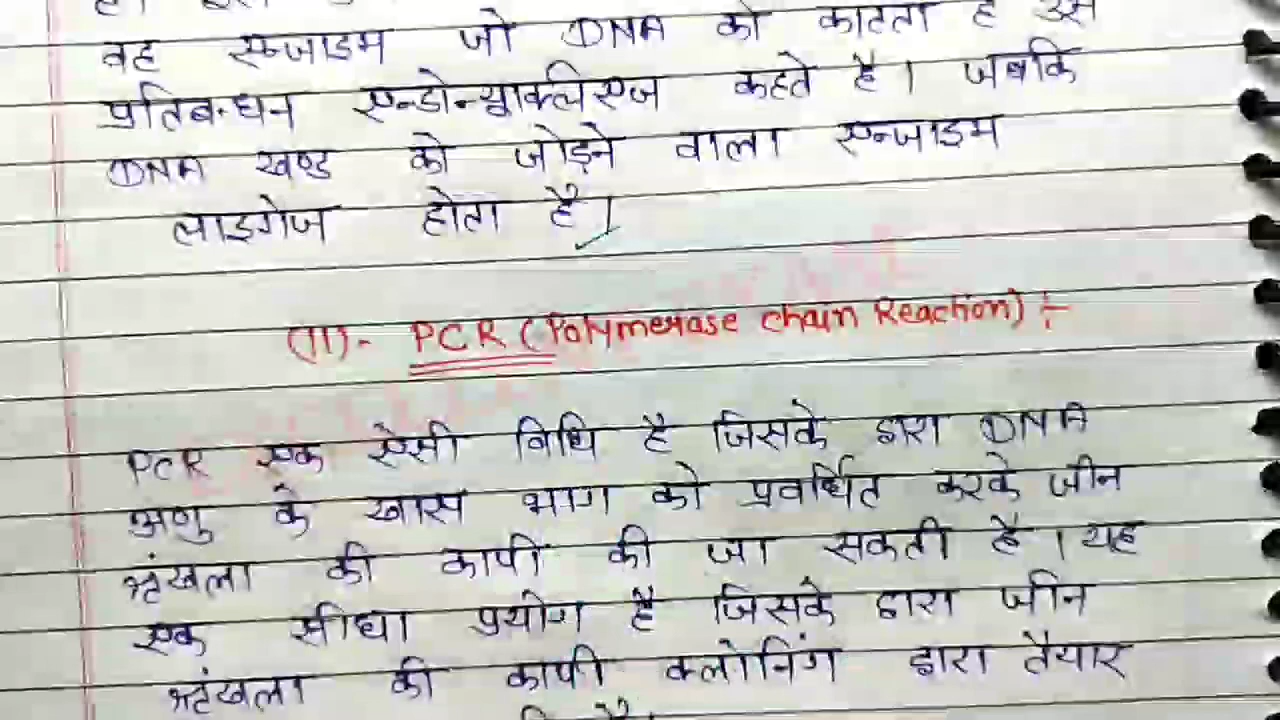 वह एन्जाइम जो DNA को काटता है उसे
प्रतिबन्धन एन्डोन्यूक्लिएज कहते है। जबकि
DNA खण्ड को जोड़ने वाला एन्जाइम
लाइगेज होता है।
(II)- PCR (Polymerase chain Reaction) :-
PCR एक ऐसी विधि है जिसके द्वारा DNA
अणु के खास भाग को प्रवर्धित करके जीन
श्रृंखला की कापी की जा सकती है। यह
एक सीधा प्रयोग है जिसके द्वारा जीन
श्रृंखला की कापी क्लोनिंग द्वारा तैयार